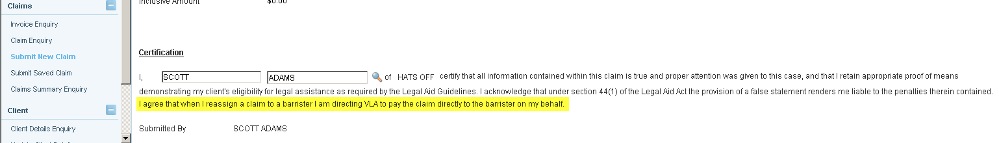 Claims
Invoice Enquiry
Claim Enquiry
Submit New Claim
Submit Saved Claim
Claims Summary Enquiry
Client
Client Details Enquiry
Inclusive Amount $0.00
Certification
I, SCOTT ADAMS of HATS OFF certify that all information contained within this claim is true and proper attention was given to this case, and that I retain appropriate proof of means
demonstrating my client's eligibility for legal assistance as required by the Legal Aid Guidelines. I acknowledge that under section 44(1) of the Legal Aid Act the provision of a false statement renders me liable to the penalties therein contained.
I agree that when I reassign a claim to a barrister I am directing VLA to pay the claim directly to the barrister on my behalf.
Submitted By SCOTT ADAMS